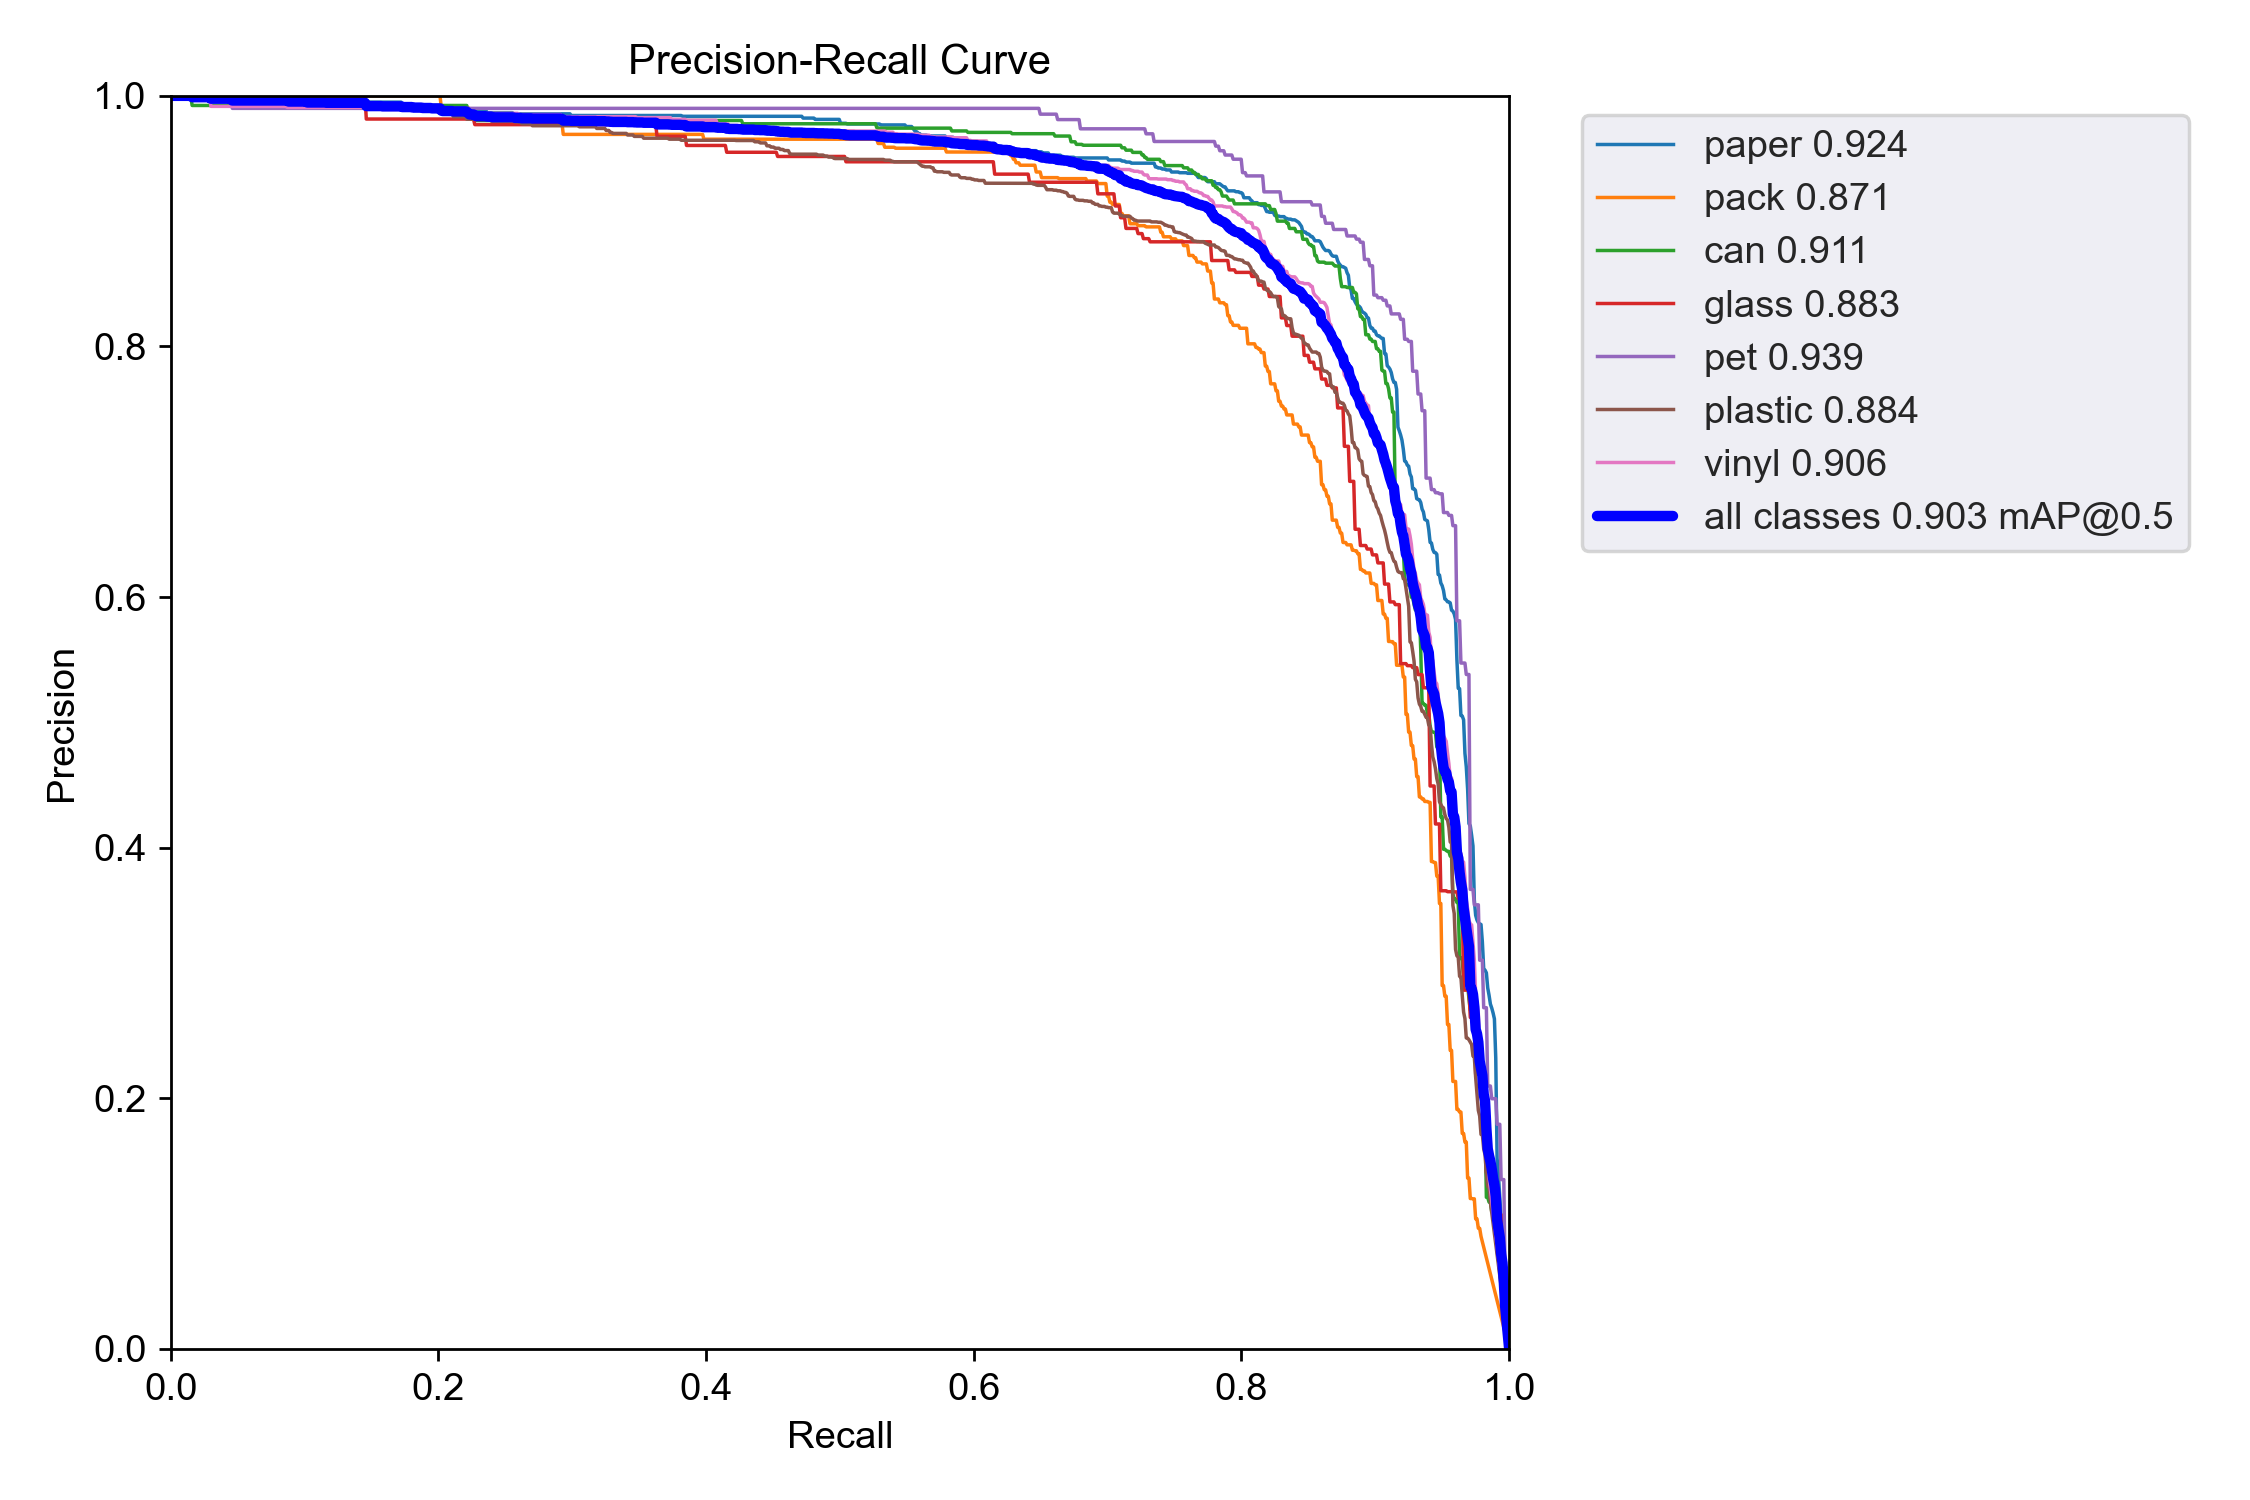 Precision-Recall Curve
1.0
0.8
0.6
0.4
0.2
0.0
Precision
0.0 0.2 0.4 0.6 0.8 1.0
Recall
paper 0.924
pack 0.871
can 0.911
glass 0.883
pet 0.939
plastic 0.884
vinyl 0.906
all classes 0.903 mAP@0.5